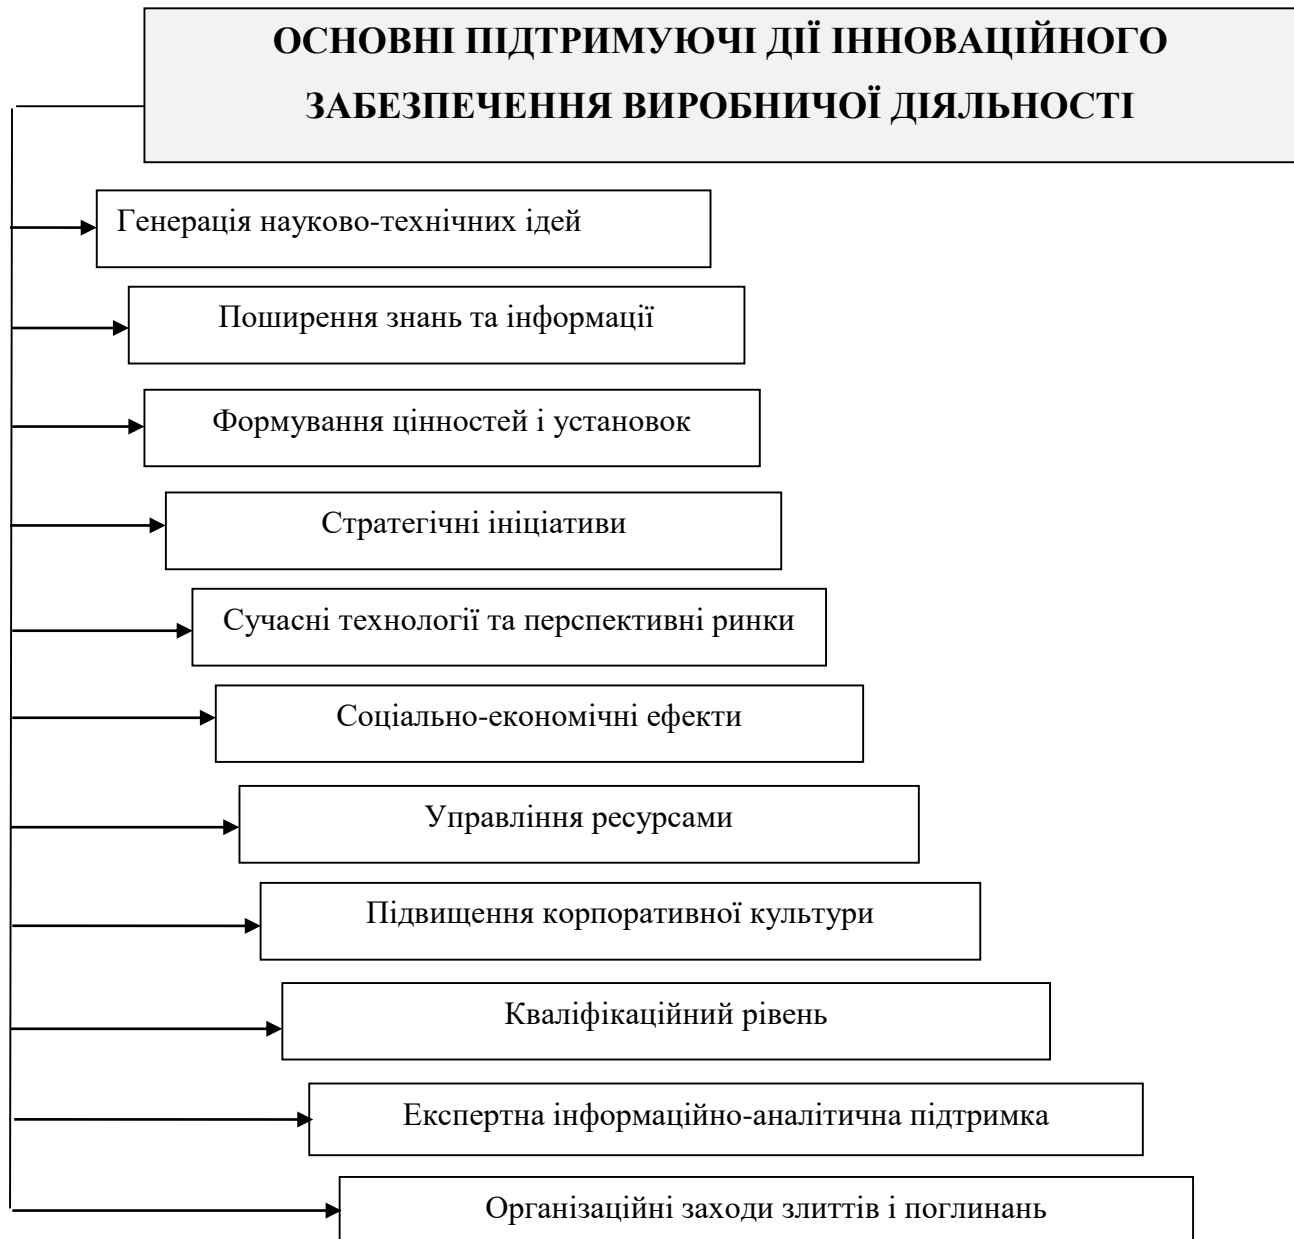 ОСНОВНІ ПІДТРИМУЮЧІ ДІЇ ІННОВАЦІЙНОГО
ЗАБЕЗПЕЧЕННЯ ВИРОБНИЧОЇ ДІЯЛЬНОСТІ
Генерація науково-технічних ідей
Поширення знань та інформації
Формування цінностей і установок
Стратегічні ініціативи
Сучасні технології та перспективні ринки
Соціально-економічні ефекти
Управління ресурсами
Підвищення корпоративної культури
Кваліфікаційний рівень
Експертна інформаційно-аналітична підтримка
Організаційні заходи злиттів і поглинань